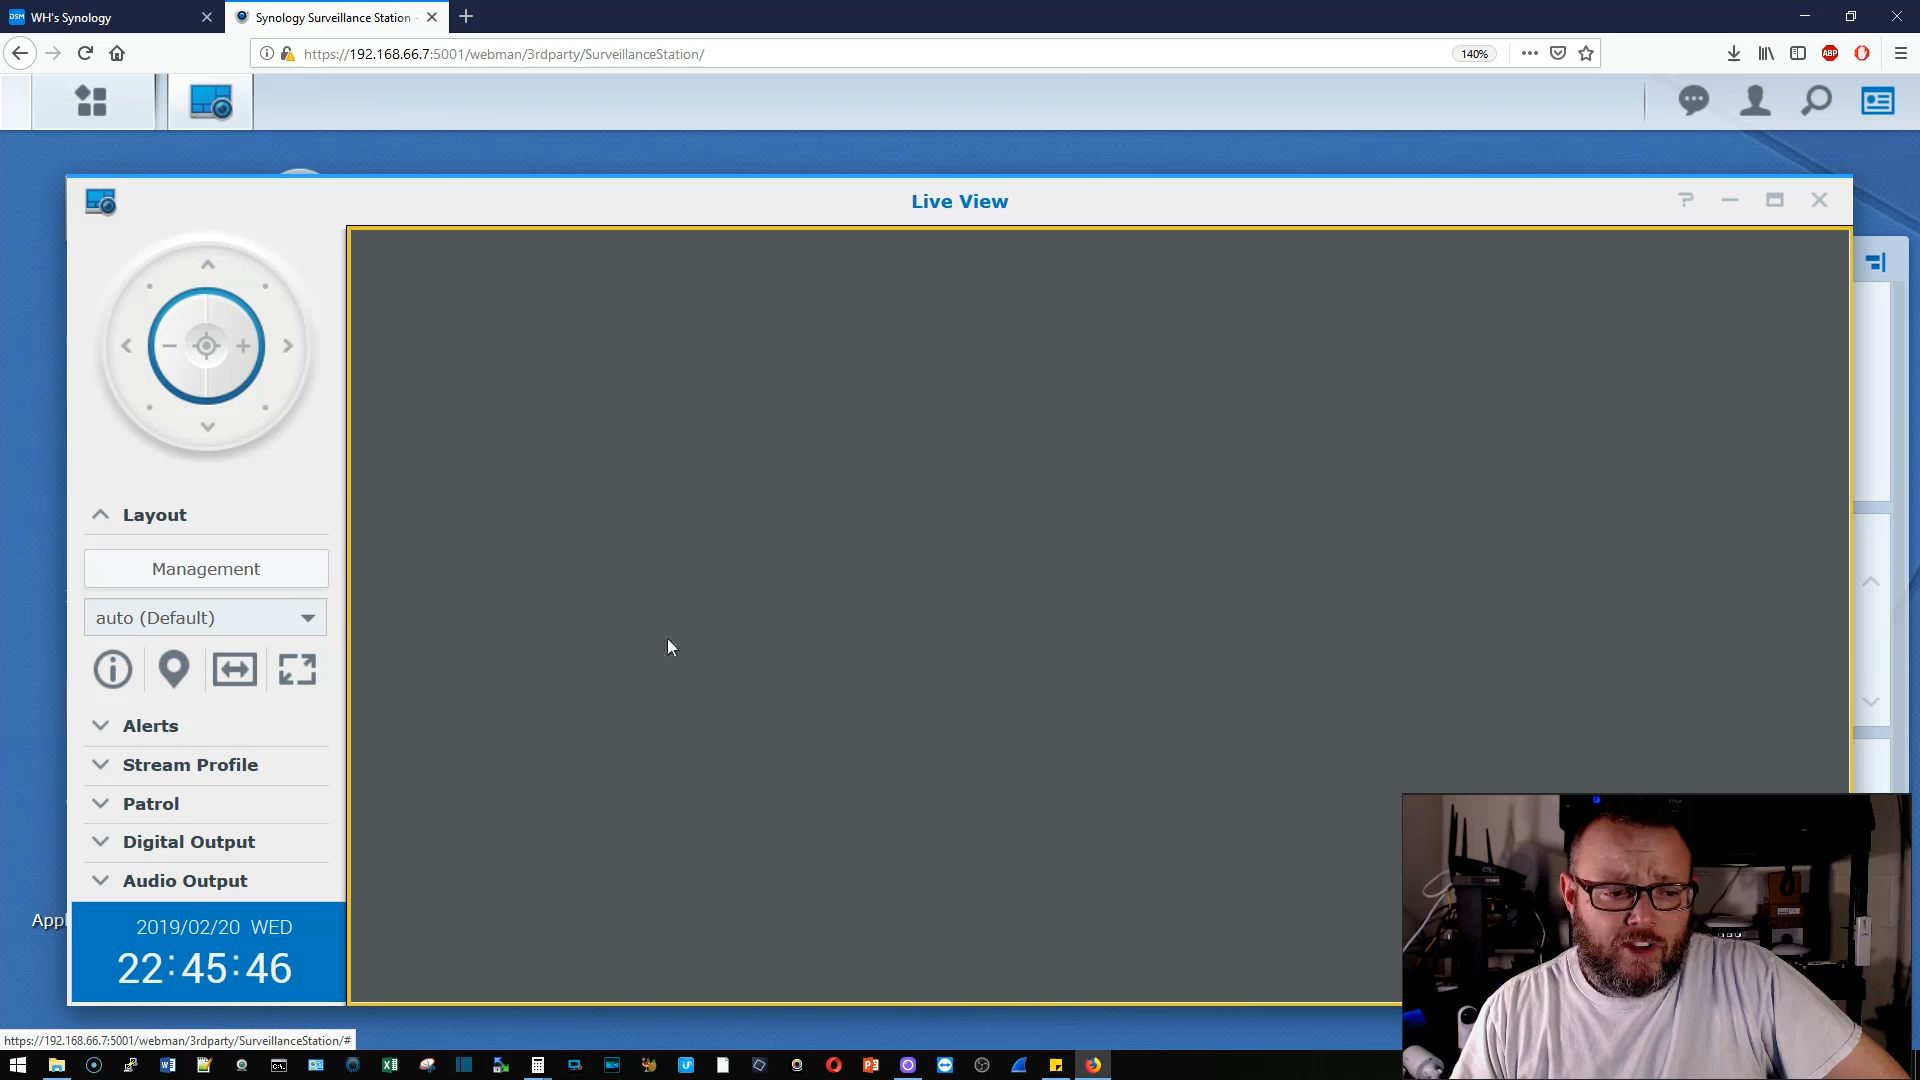 WH's Synology
Synology Surveillance Station -
https://192.168.66.7:5001/webman/3rdparty/SurveillanceStation/
140%
ABP
Live View
Layout
Management
auto (Default)
Alerts
Stream Profile
Patrol
Digital Output
Audio Output
Appl
2019/02/20 WED
22:45:46
https://192.168.66.7:5001/webman/3rdparty/SurveillanceStation/#